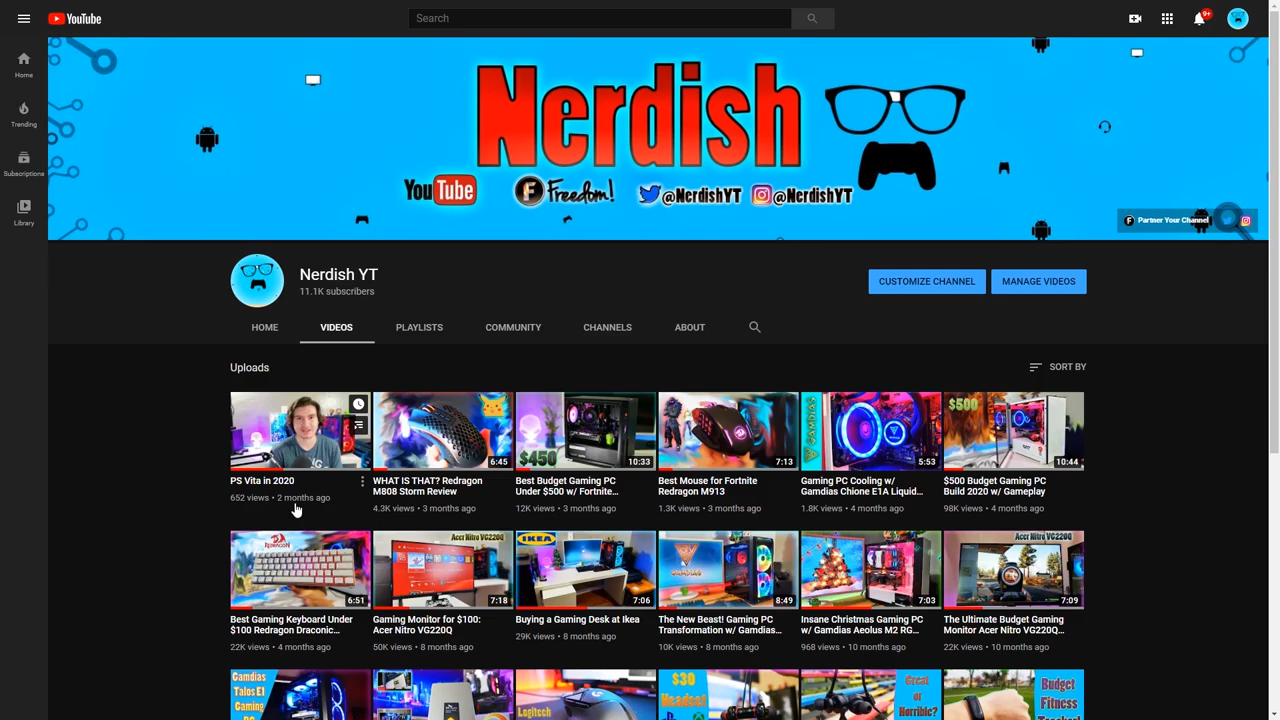 YouTube
Search
9+
Home
Trending
Subscriptions
Library
Nerdish
YouTube
F Freedom!
@NerdishYT
@NerdishYT
F Partner Your Channel
Nerdish YT
11.1K subscribers
CUSTOMIZE CHANNEL
MANAGE VIDEOS
HOME
VIDEOS
PLAYLISTS
COMMUNITY
CHANNELS
ABOUT
Uploads
SORT BY
PS Vita in 2020
652 views • 2 months ago
6:45
WHAT IS THAT? Redragon
M808 Storm Review
4.3K views • 3 months ago
$450
10:33
Best Budget Gaming PC
Under $500 w/ Fortnite...
12K views • 3 months ago
7:13
Best Mouse for Fortnite
Redragon M913
1.3K views • 3 months ago
GAMDIAS
5:53
Gaming PC Cooling w/
Gamdias Chione E1A Liquid...
1.8K views • 4 months ago
$500
10:44
$500 Budget Gaming PC
Build 2020 w/ Gameplay
98K views • 4 months ago
REDRAGON
6:51
Best Gaming Keyboard Under
$100 Redragon Draconic...
22K views • 4 months ago
Acer Nitro VG220Q
7:18
Gaming Monitor for $100:
Acer Nitro VG220Q
50K views • 8 months ago
IKEA
7:06
Buying a Gaming Desk at Ikea
29K views • 8 months ago
GAMDIAS
8:49
The New Beast! Gaming PC
Transformation w/ Gamdias...
10K views • 8 months ago
7:03
Insane Christmas Gaming PC
w/ Gamdias Aeolus M2 RG...
968 views • 10 months ago
Acer Nitro VG220Q
7:09
The Ultimate Budget Gaming
Monitor Acer Nitro VG220Q...
22K views • 10 months ago
Gamdias
Talos E1
Gaming
PC
Logitech
$30
Headset
Great
or
Horrible?
Budget
Fitness
Tracker